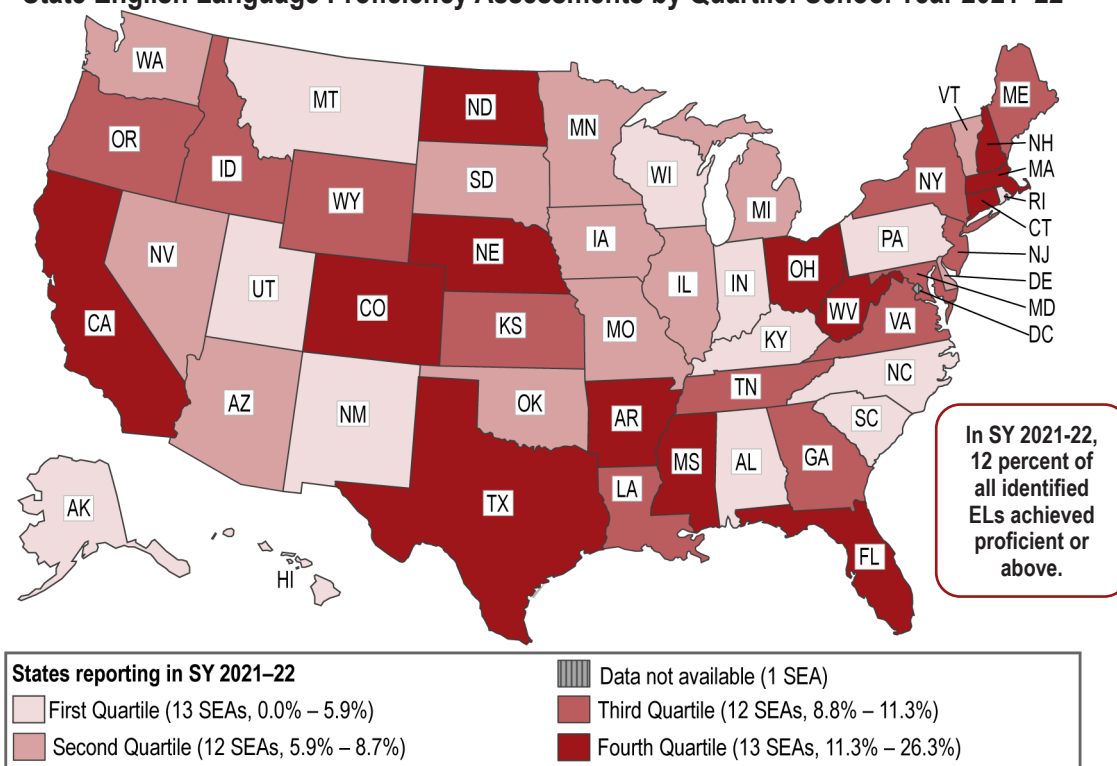 State English Language Proficiency Assessments by Quartile: School Year 2021–22
WA
MT
ND
MN
VT
ME
OR
ID
SD
WI
NH
MA
WY
MI
NY
RI
CT
NV
NE
IA
PA
NJ
UT
IL
IN
OH
DE
CA
CO
KS
MO
WV
VA
MD
KY
DC
AZ
NM
OK
TN
NC
AR
SC
MS
AL
GA
LA
TX
AK
HI
FL
In SY 2021-22,
12 percent of
all identified
ELs achieved
proficient or
above.
States reporting in SY 2021–22
Data not available (1 SEA)
First Quartile (13 SEAs, 0.0% – 5.9%)
Third Quartile (12 SEAs, 8.8% – 11.3%)
Second Quartile (12 SEAs, 5.9% – 8.7%)
Fourth Quartile (13 SEAs, 11.3% – 26.3%)